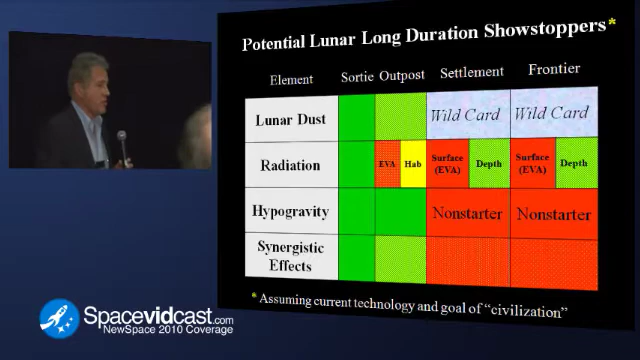 Potential Lunar Long Duration Showstoppers*
Element Sortie Outpost Settlement Frontier
Lunar Dust Wild Card Wild Card
Radiation EVA Hab Surface (EVA) Depth Surface (EVA) Depth
Hypogravity Nonstarter Nonstarter
Synergistic
Effects
* Assuming current technology and goal of "civilization"
Spacevidcast.com
NewSpace 2010 Coverage